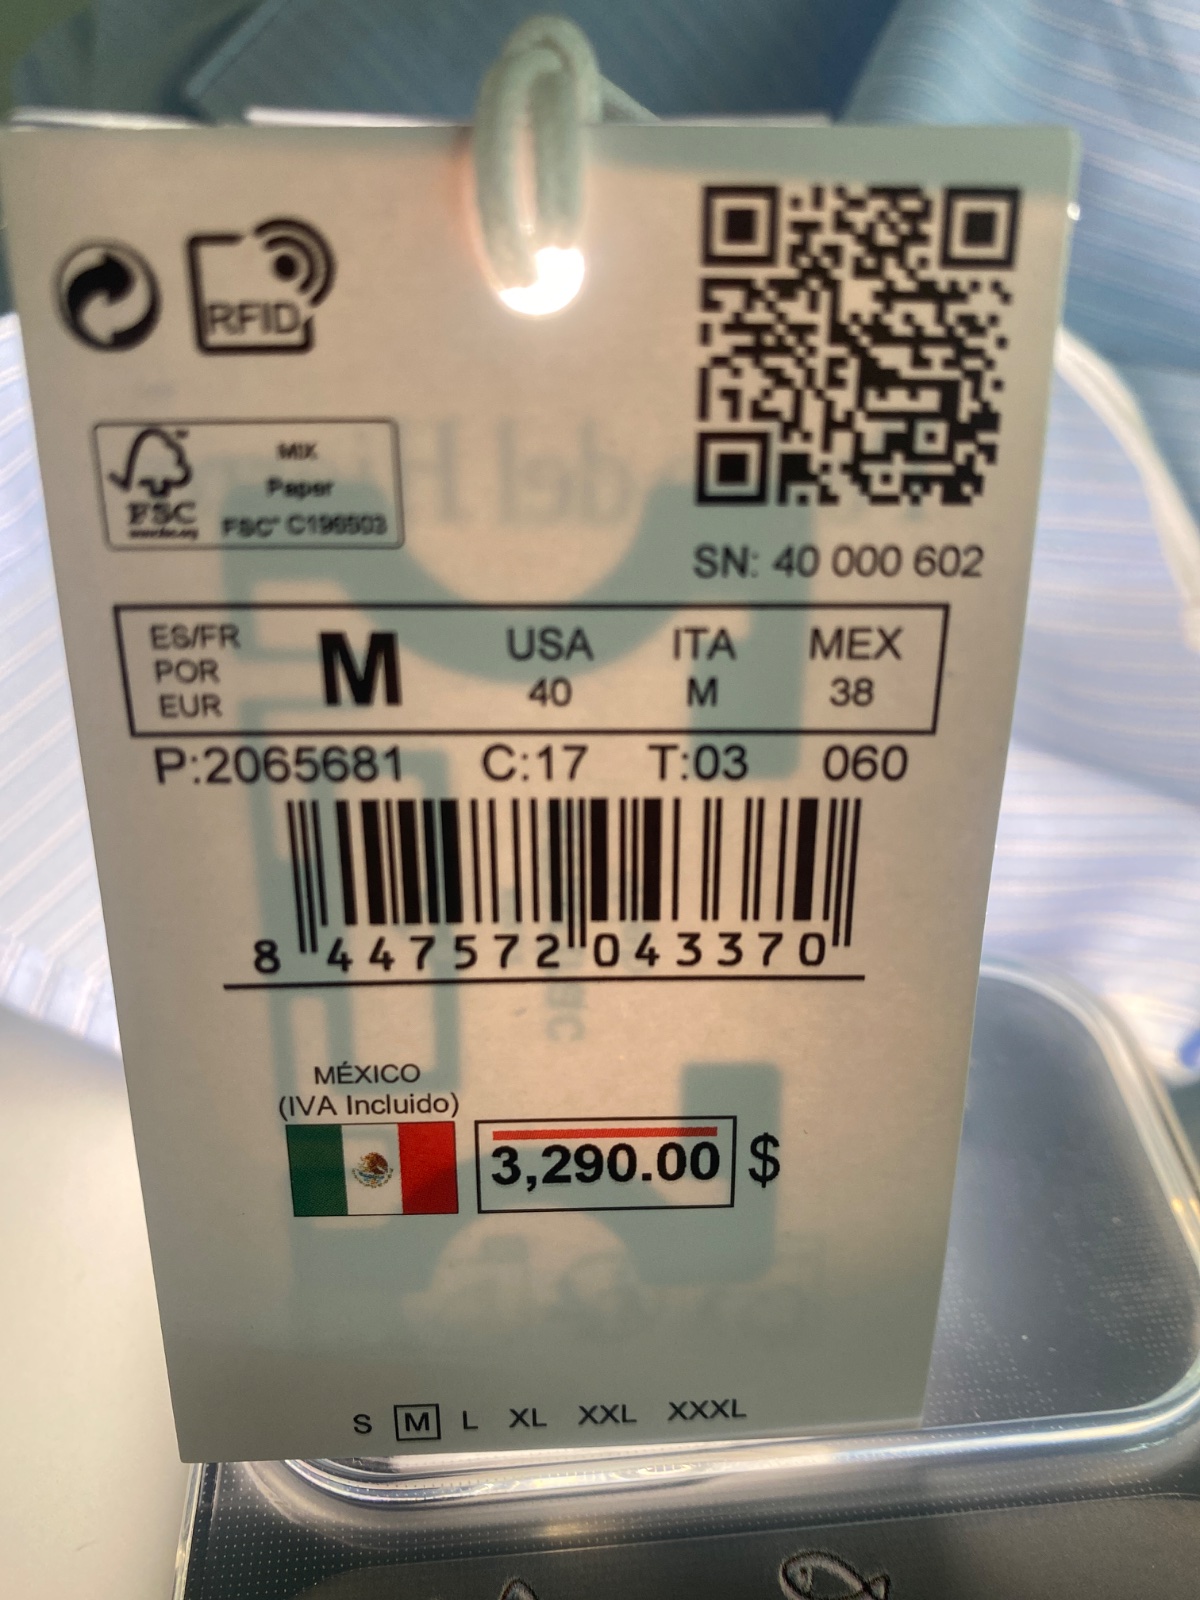 RFID
FSC
MIX
Paper
FSC® C196503
SN: 40 000 602
ES/FR
POR
EUR
M
USA
40
ITA
M
MEX
38
P:2065681 C:17 T:03 060
8 447572 043370
MÉXICO
(IVA Incluido)
3,290.00 $
S M L XL XXL XXXL